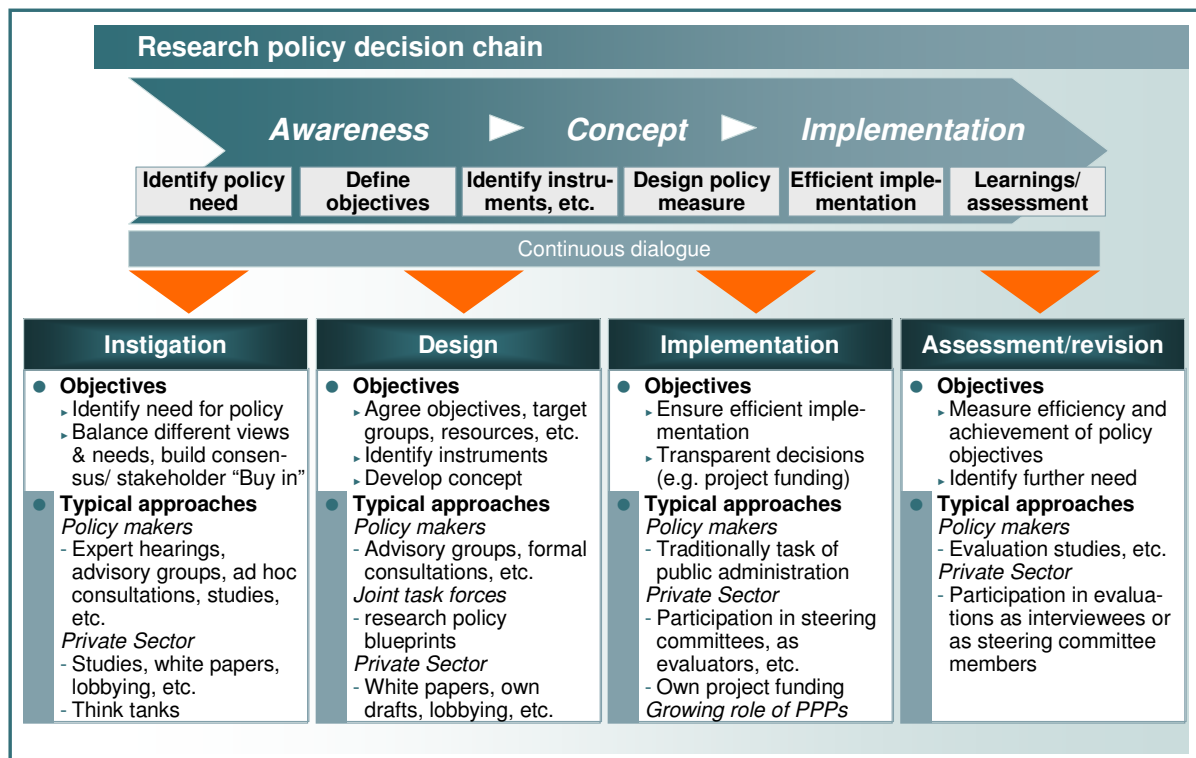 Research policy decision chain
Awareness
Concept
Implementation
Identify policy
need
Define
objectives
Identify instru-
ments, etc.
Design policy
measure
Efficient imple-
mentation
Learnings/
assessment
Continuous dialogue
Instigation
● Objectives
▸ Identify need for policy
▸ Balance different views
& needs, build consen-
sus/ stakeholder “Buy in”
● Typical approaches
Policy makers
- Expert hearings,
advisory groups, ad hoc
consultations, studies,
etc.
Private Sector
- Studies, white papers,
lobbying, etc.
- Think tanks
Design
● Objectives
▸ Agree objectives, target
groups, resources, etc.
▸ Identify instruments
▸ Develop concept
● Typical approaches
Policy makers
- Advisory groups, formal
consultations, etc.
Joint task forces
- research policy
blueprints
Private Sector
- White papers, own
drafts, lobbying, etc.
Implementation
● Objectives
▸ Ensure efficient imple-
mentation
▸ Transparent decisions
(e.g. project funding)
● Typical approaches
Policy makers
- Traditionally task of
public administration
Private Sector
- Participation in steering
committees, as
evaluators, etc.
- Own project funding
Growing role of PPPs
Assessment/revision
● Objectives
▸ Measure efficiency and
achievement of policy
objectives
▸ Identify further need
● Typical approaches
Policy makers
- Evaluation studies, etc.
Private Sector
- Participation in evalua-
tions as interviewees or
as steering committee
members